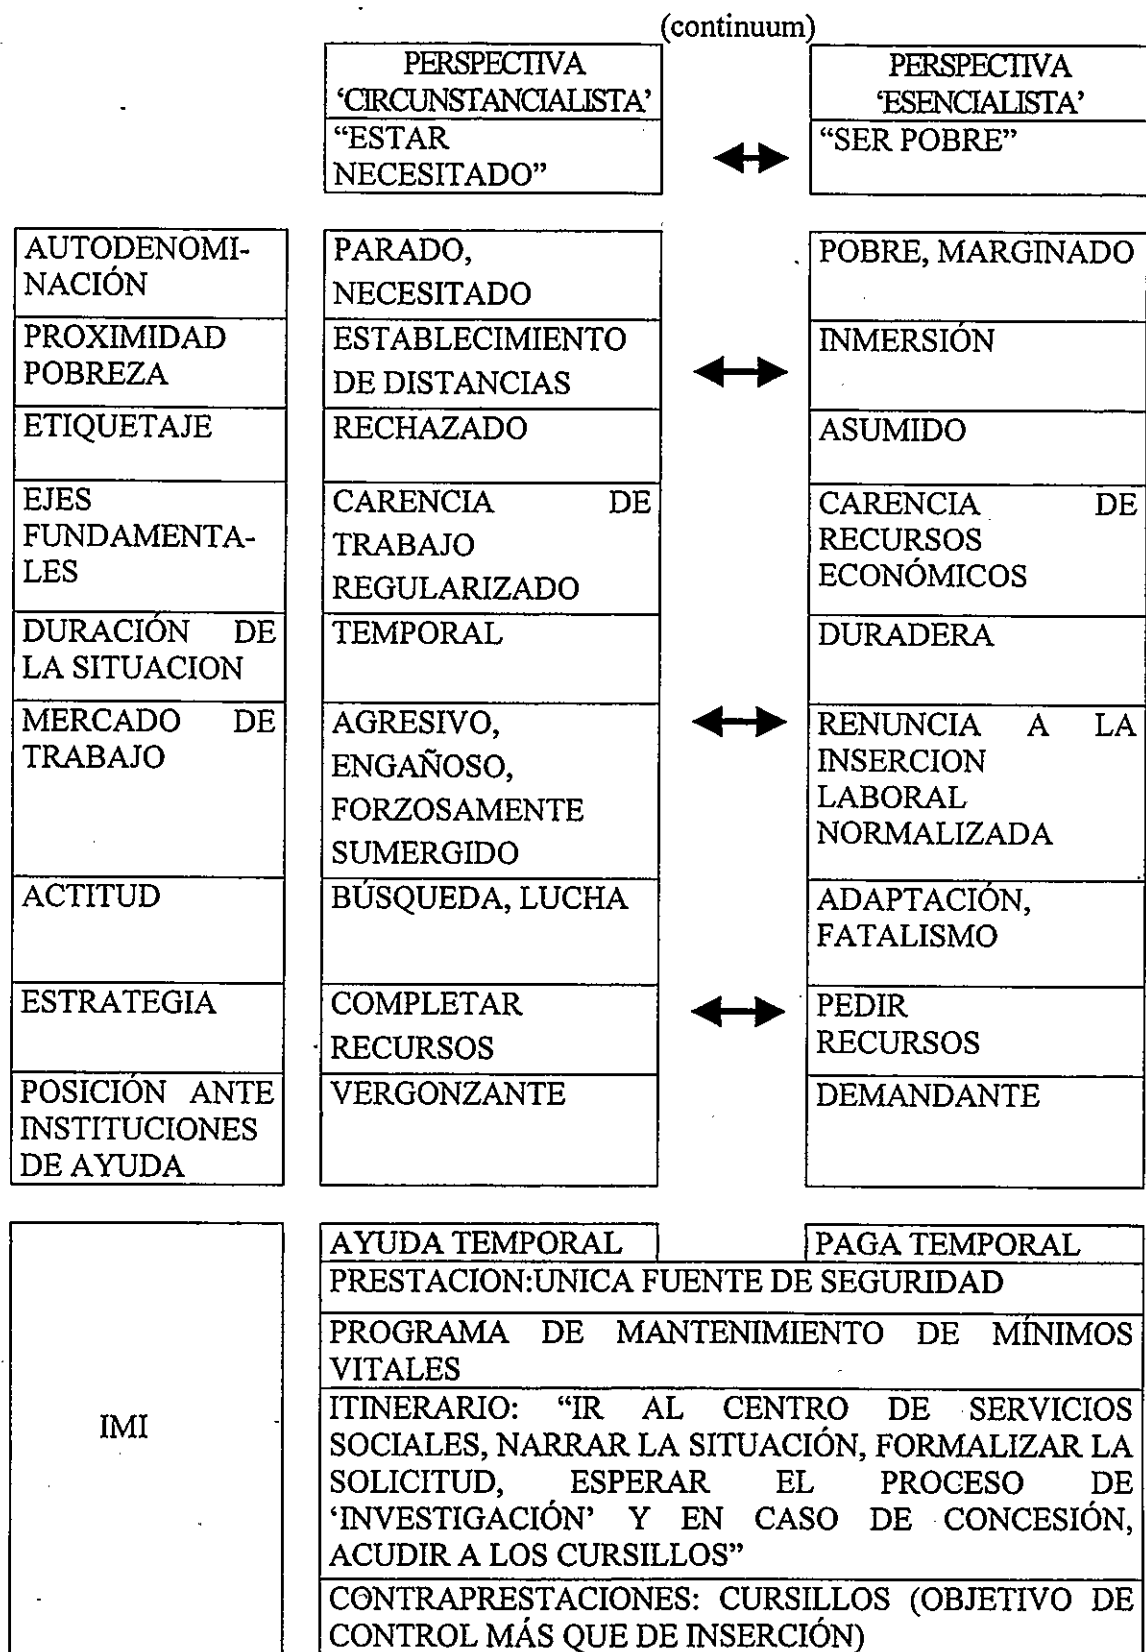 (continuum)
PERSPECTIVA
‘CIRCUNSTANCIALISTA’
PERSPECTIVA
‘ESENCIALISTA’
“ESTAR
NECESITADO”
“SER POBRE”
AUTODENOMI-
NACIÓN
PARADO,
NECESITADO
POBRE, MARGINADO
PROXIMIDAD
POBREZA
ESTABLECIMIENTO
DE DISTANCIAS
INMERSIÓN
ETIQUETAJE
RECHAZADO
ASUMIDO
EJES
FUNDAMENTA-
LES
CARENCIA DE
TRABAJO
REGULARIZADO
CARENCIA DE
RECURSOS
ECONÓMICOS
DURACIÓN DE
LA SITUACION
TEMPORAL
DURADERA
MERCADO DE
TRABAJO
AGRESIVO,
ENGAÑOSO,
FORZOSAMENTE
SUMERGIDO
RENUNCIA A LA
INSERCION
LABORAL
NORMALIZADA
ACTITUD
BÚSQUEDA, LUCHA
ADAPTACIÓN,
FATALISMO
ESTRATEGIA
COMPLETAR
RECURSOS
PEDIR
RECURSOS
POSICIÓN ANTE
INSTITUCIONES
DE AYUDA
VERGONZANTE
DEMANDANTE
IMI
AYUDA TEMPORAL
PAGA TEMPORAL
PRESTACION:UNICA FUENTE DE SEGURIDAD
PROGRAMA DE MANTENIMIENTO DE MÍNIMOS
VITALES
ITINERARIO: “IR AL CENTRO DE SERVICIOS
SOCIALES, NARRAR LA SITUACIÓN, FORMALIZAR LA
SOLICITUD, ESPERAR EL PROCESO DE
‘INVESTIGACIÓN’ Y EN CASO DE CONCESIÓN,
ACUDIR A LOS CURSILLOS”
CONTRAPRESTACIONES: CURSILLOS (OBJETIVO DE
CONTROL MÁS QUE DE INSERCIÓN)